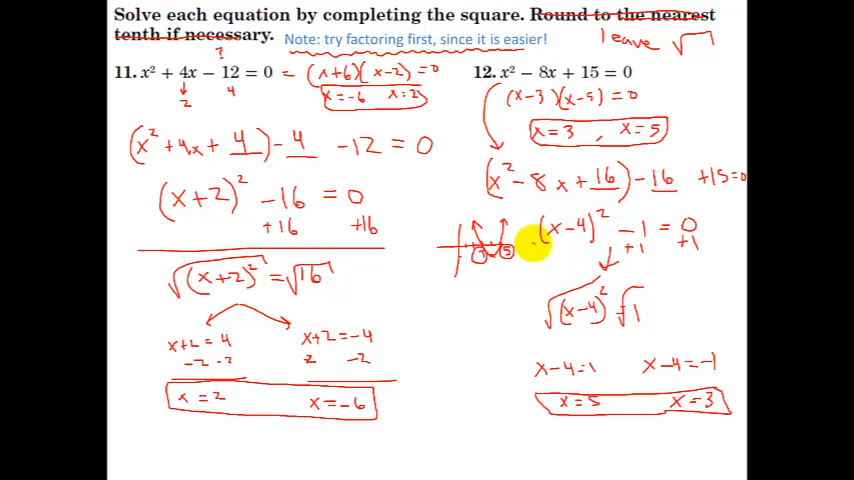 Solve each equation by completing the square. Round to the nearest
tenth if necessary. Note: try factoring first, since it is easier!
leave √
11. x² + 4x − 12 = 0 = (x+6)(x−2)=0
?
2
4
x=−6 x=2
(x² + 4x + 4) − 4 − 12 = 0
(x+2)² − 16 = 0
+16 +16
√(x+2)² = √16
x+2=4 x+2=−4
−2 −2 2 −2
x=2 x=−6
12. x² − 8x + 15 = 0
(x−3)(x−5)=0
x=3 , x=5
(x² − 8x + 16) − 16 + 15=0
(x−4)² − 1 = 0
+1 +1
3 5
√(x−4)² = √1
x−4=1 x−4=−1
x=5 x=3